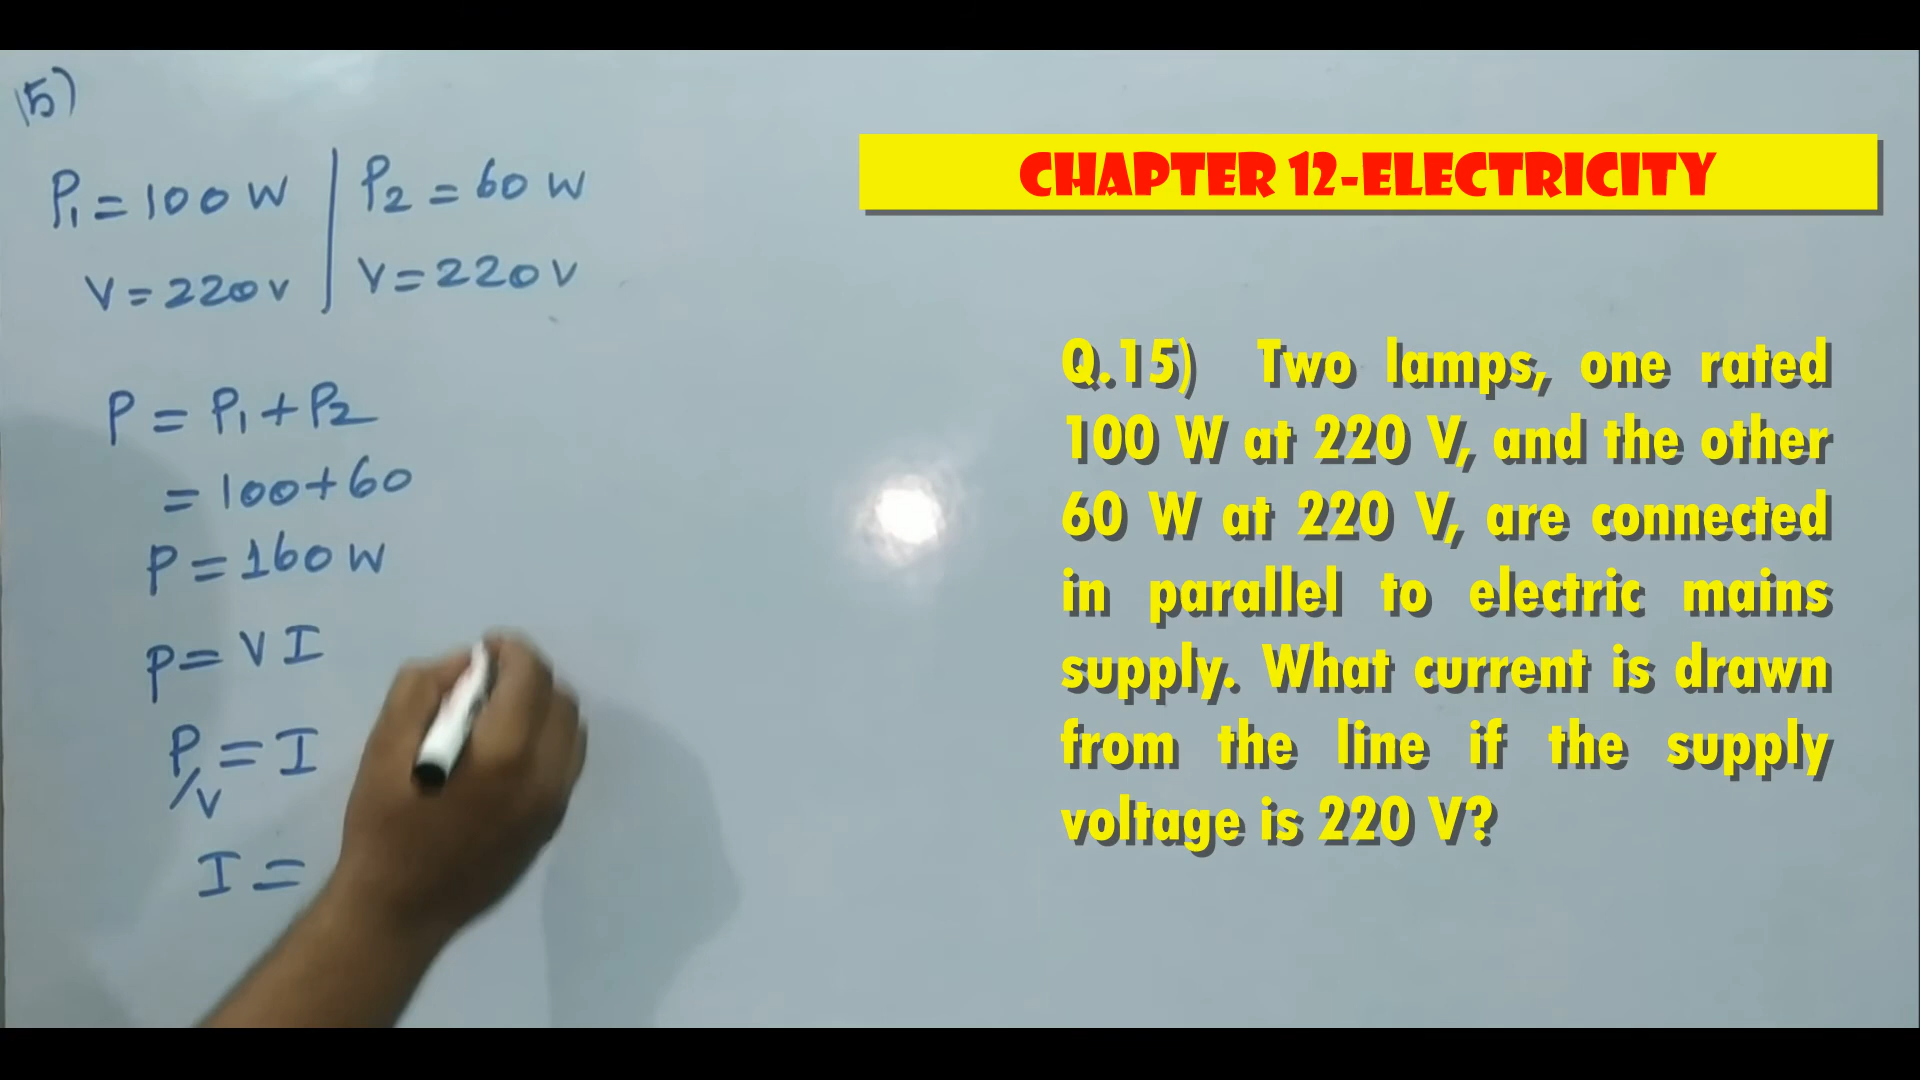 15)
P1 = 100 W | P2 = 60 W
V = 220 v | V = 220 v
P = P1 + P2
= 100 + 60
P = 160 W
P = V I
P/V = I
I =
CHAPTER 12-ELECTRICITY
Q.15) Two lamps, one rated
100 W at 220 V, and the other
60 W at 220 V, are connected
in parallel to electric mains
supply. What current is drawn
from the line if the supply
voltage is 220 V?